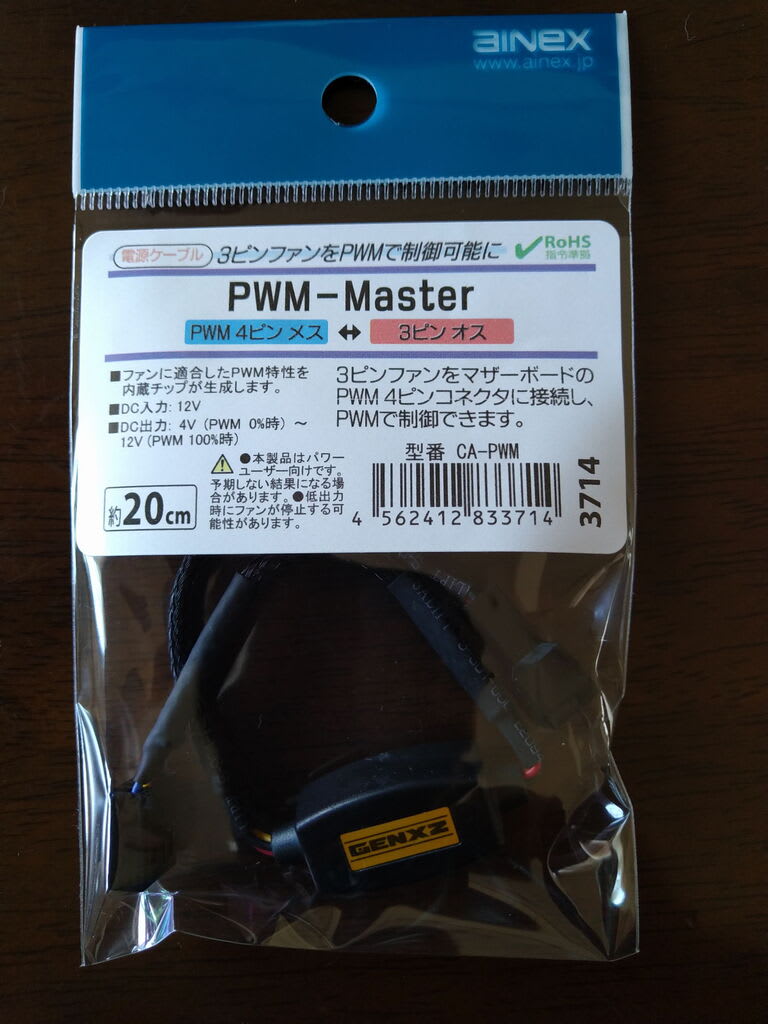 AINEX
www.ainex.jp
電源ケーブル 3ピンファンをPWMで制御可能に RoHS
指令準拠
PWM-Master
PWM 4ピン メス ↔ 3ピン オス
■ファンに適合したPWM特性を
内蔵チップが生成します。
■DC入力: 12V
■DC出力: 4V (PWM 0%時) ～
12V (PWM 100%時)
3ピンファンをマザーボードの
PWM 4ピンコネクタに接続し、
PWMで制御できます。
●本製品はパワー
ユーザー向けです。
予期しない結果になる場
合があります。●低出力
時にファンが停止する可
能性があります。
約20cm
型番 CA-PWM
4 562412 833714
3714
GENXZ